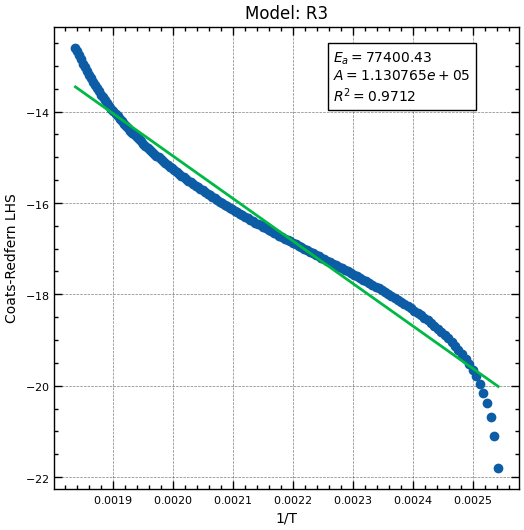 Model: R3
E_a = 77400.43
A = 1.130765e + 05
R^2 = 0.9712
Coats-Redfern LHS
−14
−16
−18
−20
−22
0.0019 0.0020 0.0021 0.0022 0.0023 0.0024 0.0025
1/T